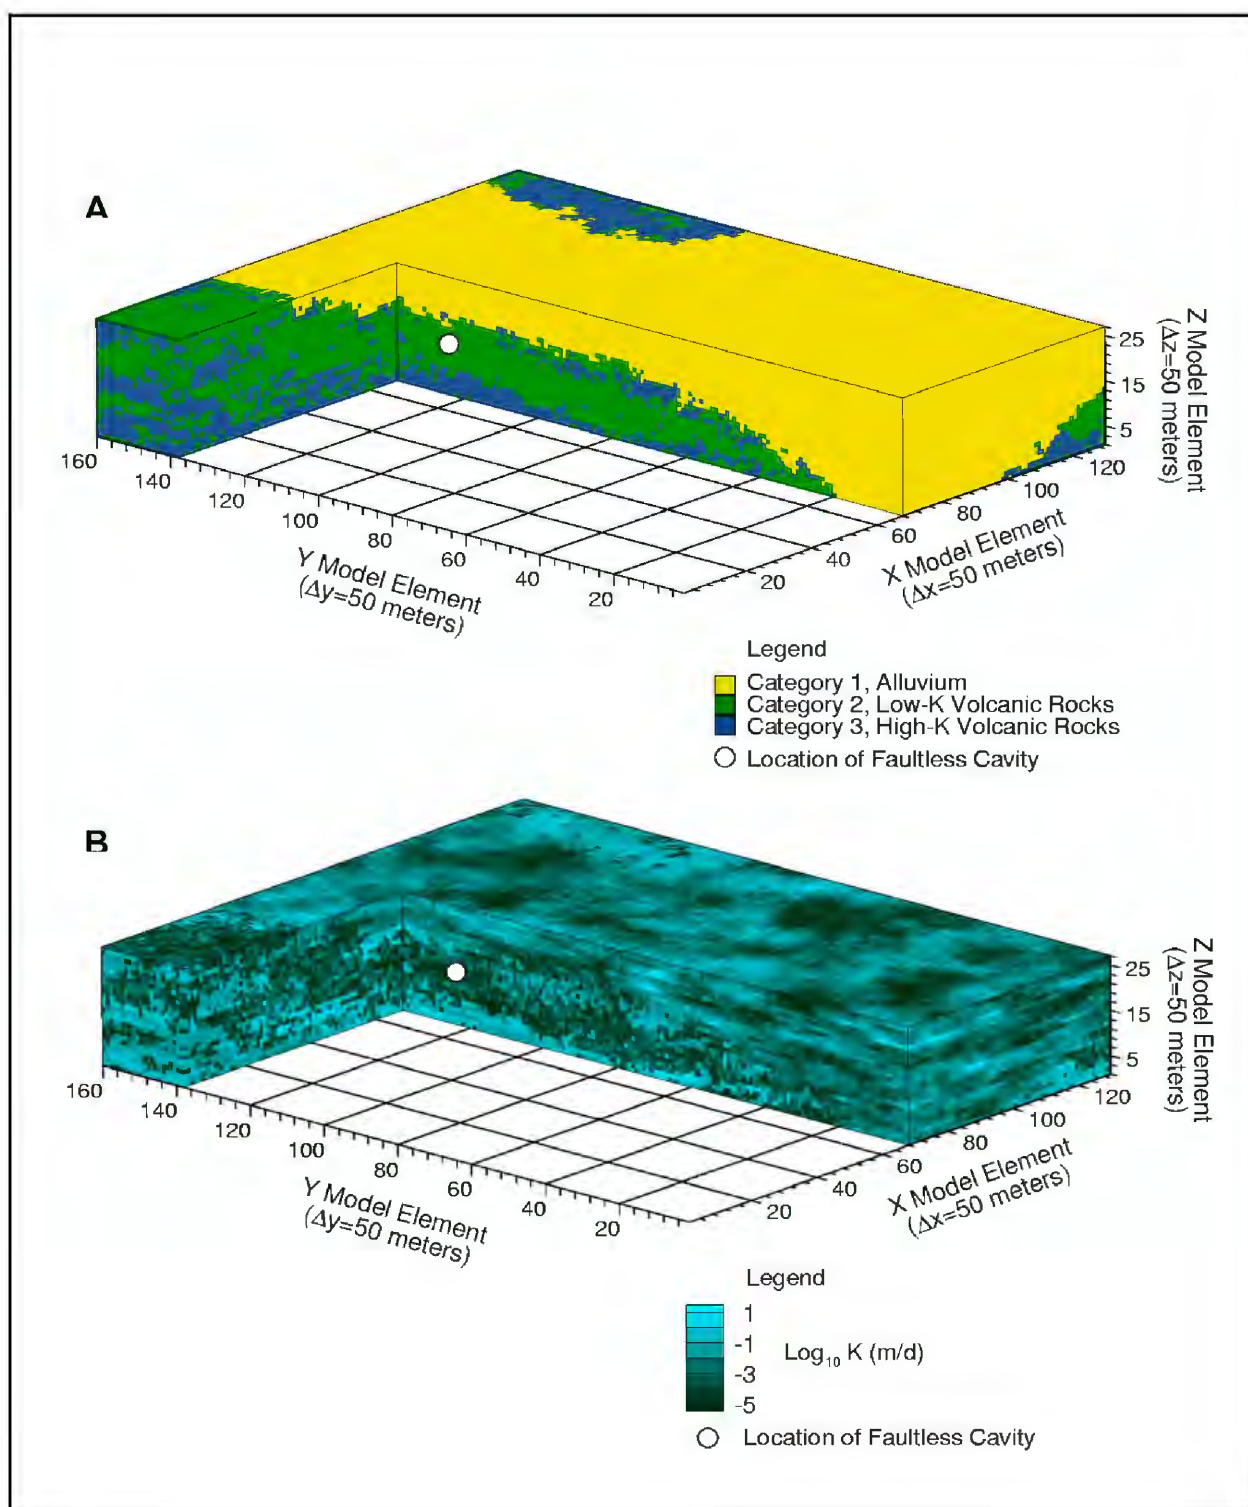 A
Z Model Element
(Δz=50 meters)
25
15
5
160
140
120
100
80
60
40
20
Y Model Element
(Δy=50 meters)
20
40
60
80
100
120
X Model Element
(Δx=50 meters)
Legend
Category 1, Alluvium
Category 2, Low-K Volcanic Rocks
Category 3, High-K Volcanic Rocks
Location of Faultless Cavity
B
Z Model Element
(Δz=50 meters)
25
15
5
160
140
120
100
80
60
40
20
Y Model Element
(Δy=50 meters)
20
40
60
80
100
120
X Model Element
(Δx=50 meters)
Legend
1
-1
-3
-5
Log₁₀ K (m/d)
Location of Faultless Cavity